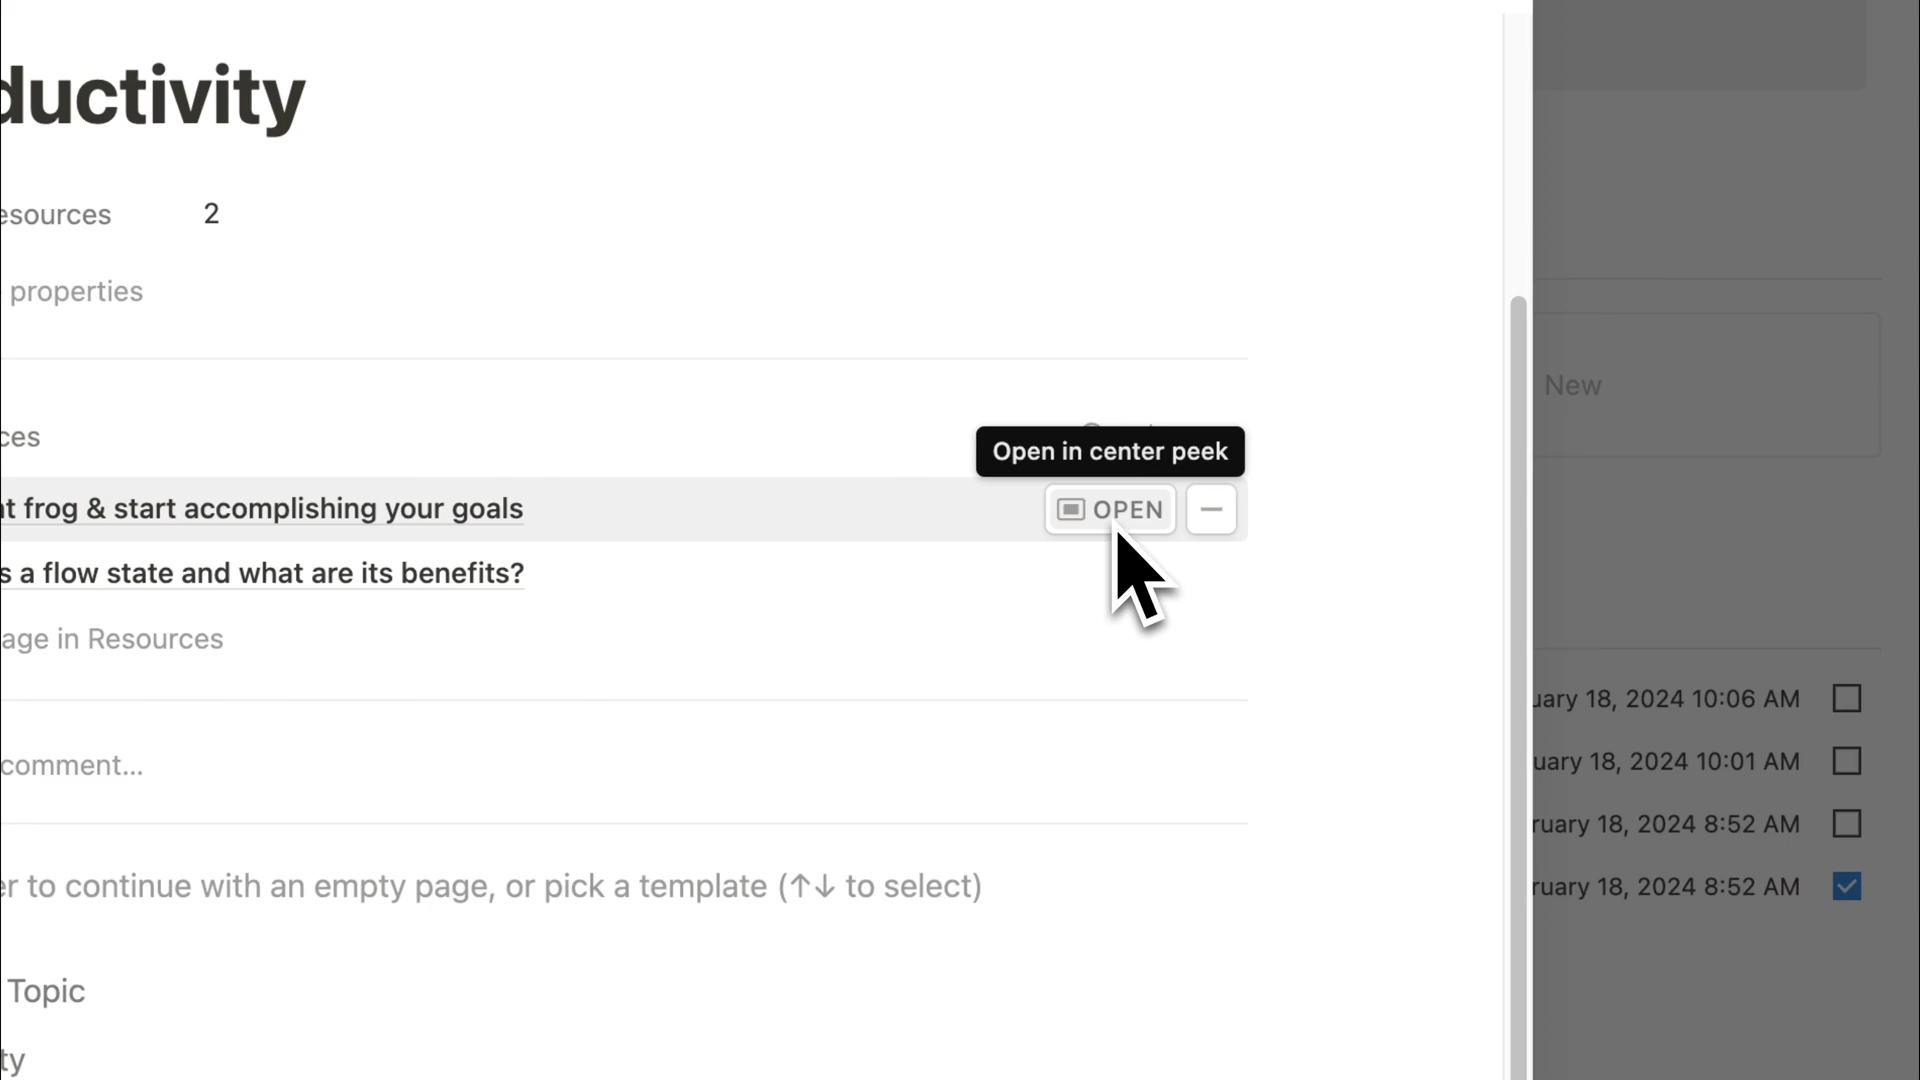 ductivity
esources 2
properties
New
ces
Open in center peek
at frog & start accomplishing your goals OPEN
s a flow state and what are its benefits?
age in Resources
uary 18, 2024 10:06 AM
comment...
uary 18, 2024 10:01 AM
ruary 18, 2024 8:52 AM
er to continue with an empty page, or pick a template (↑↓ to select)
ruary 18, 2024 8:52 AM
Topic
ty